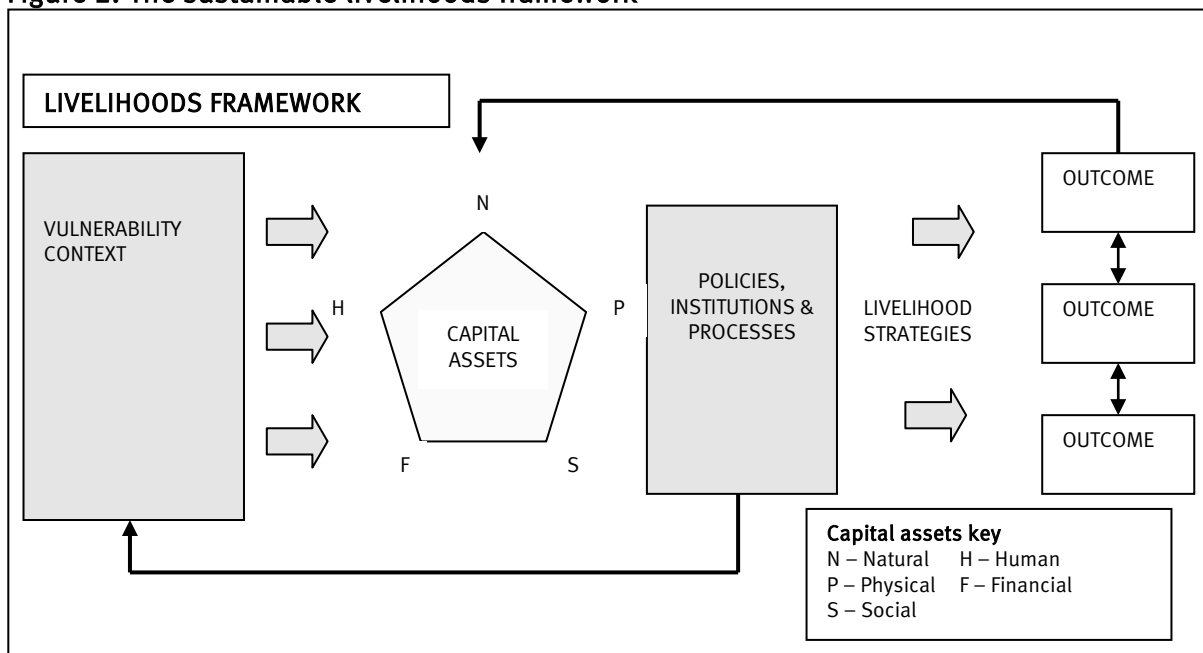 Figure 2: The sustainable livelihoods framework
LIVELIHOODS FRAMEWORK
VULNERABILITY
CONTEXT
N
H
P
CAPITAL
ASSETS
F
S
POLICIES,
INSTITUTIONS &
PROCESSES
LIVELIHOOD
STRATEGIES
OUTCOME
OUTCOME
OUTCOME
Capital assets key
N – Natural H – Human
P – Physical F – Financial
S – Social